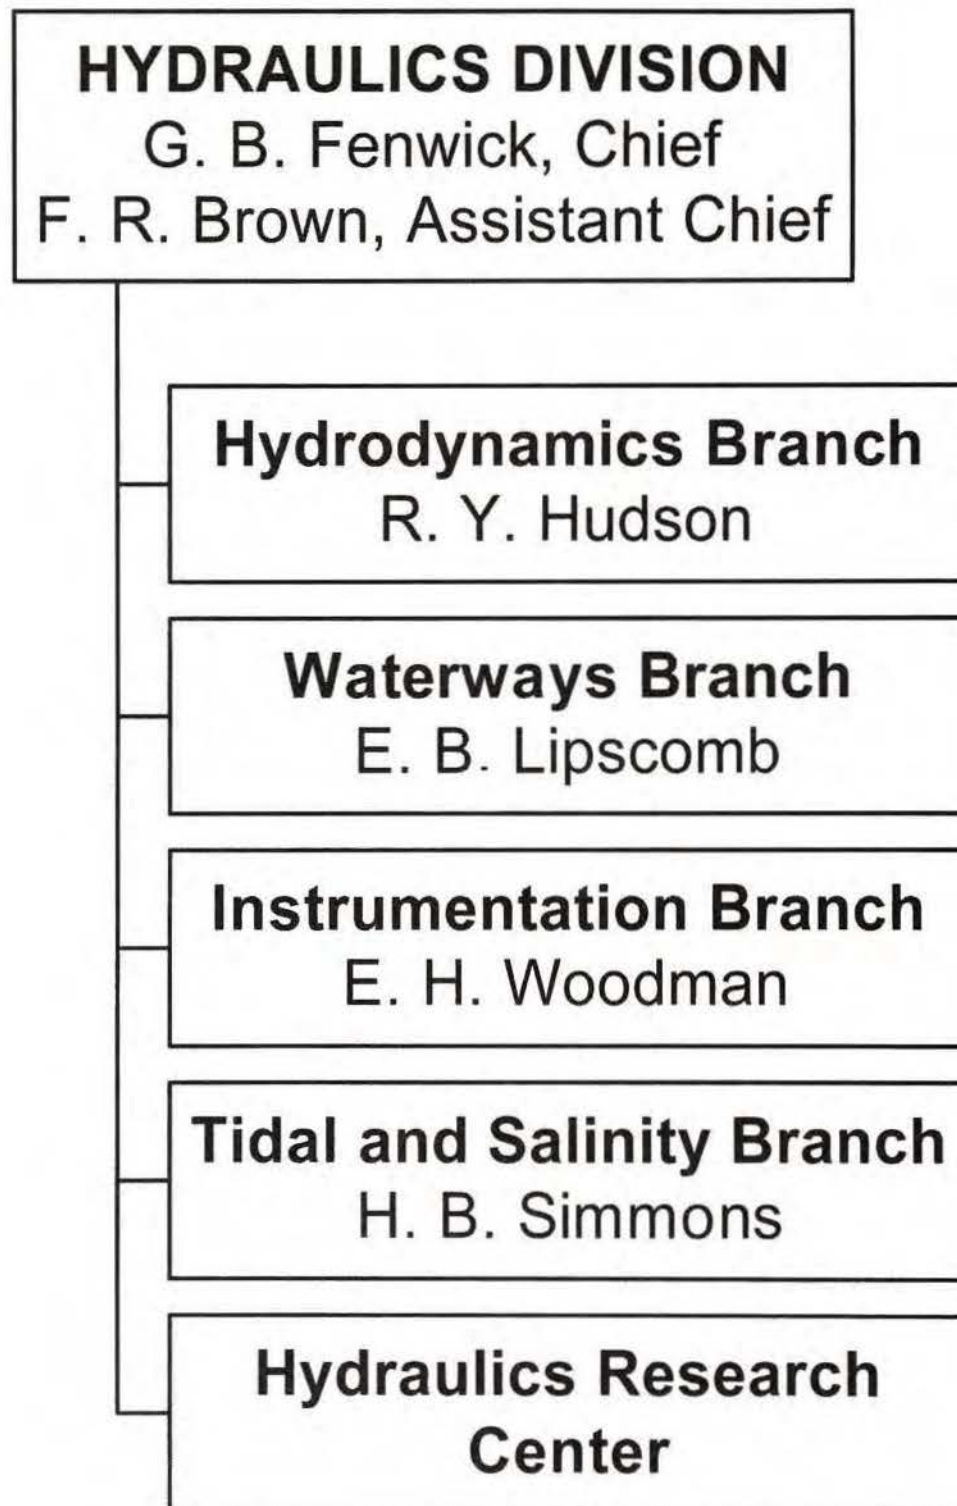 HYDRAULICS DIVISION
G. B. Fenwick, Chief
F. R. Brown, Assistant Chief
Hydrodynamics Branch
R. Y. Hudson
Waterways Branch
E. B. Lipscomb
Instrumentation Branch
E. H. Woodman
Tidal and Salinity Branch
H. B. Simmons
Hydraulics Research
Center